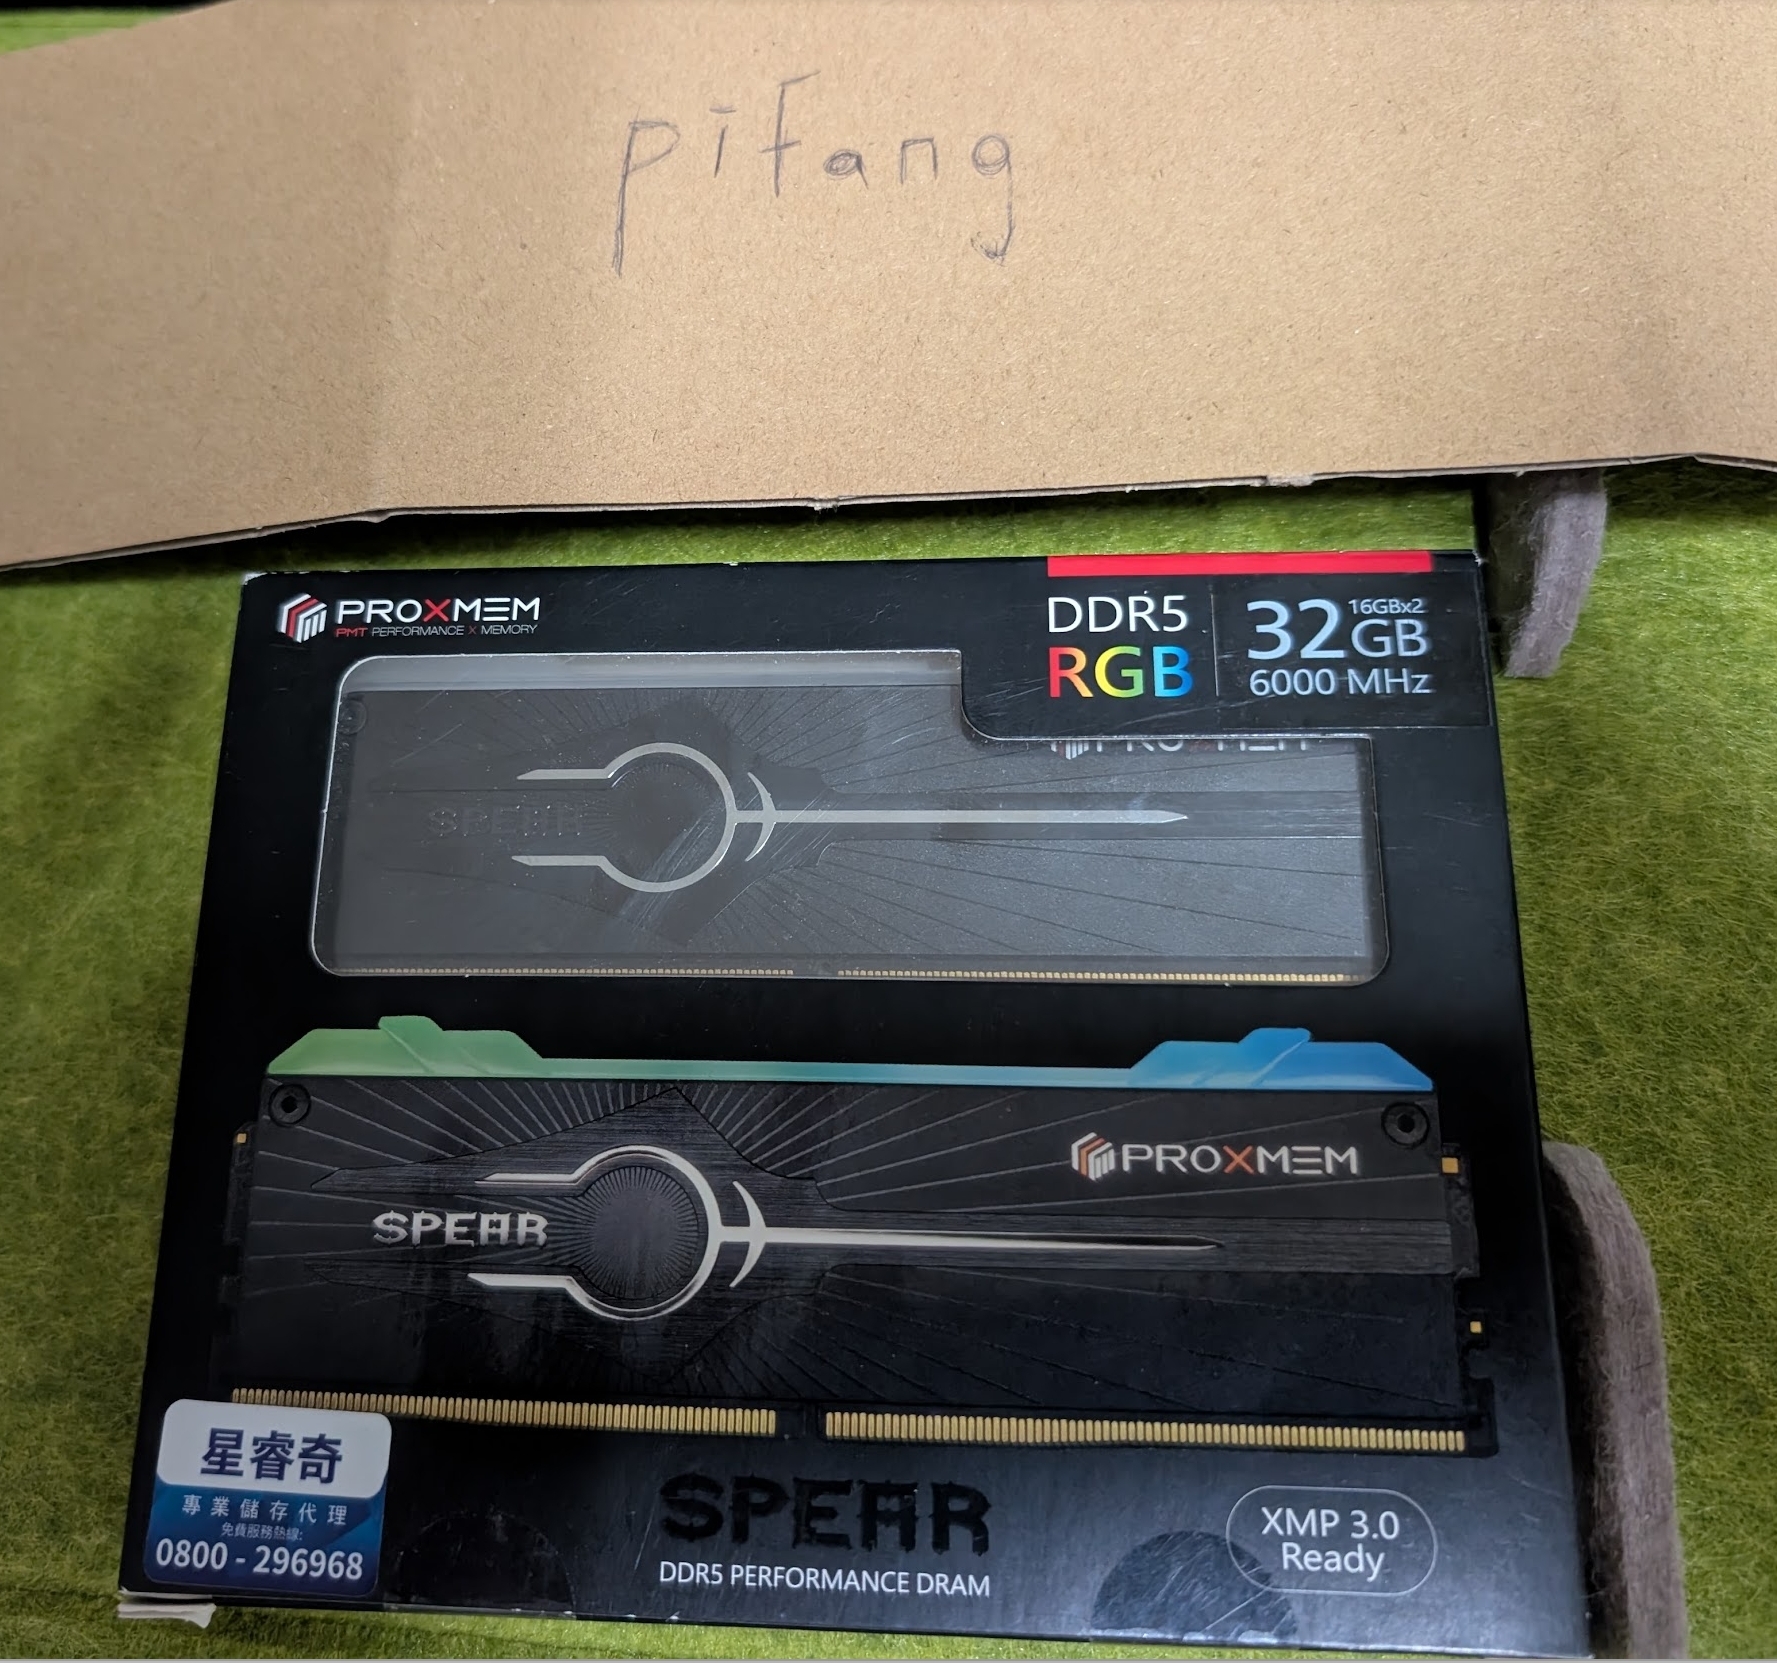 pifang
PROXMEM
PMT PERFORMANCE X MEMORY
DDR5
RGB
32GB
16GBx2
6000 MHz
PROXMEM
SPEAR
PROXMEM
SPEAR
星睿奇
專業儲存代理
免費服務熱線:
0800 - 296968
SPEAR
DDR5 PERFORMANCE DRAM
XMP 3.0
Ready